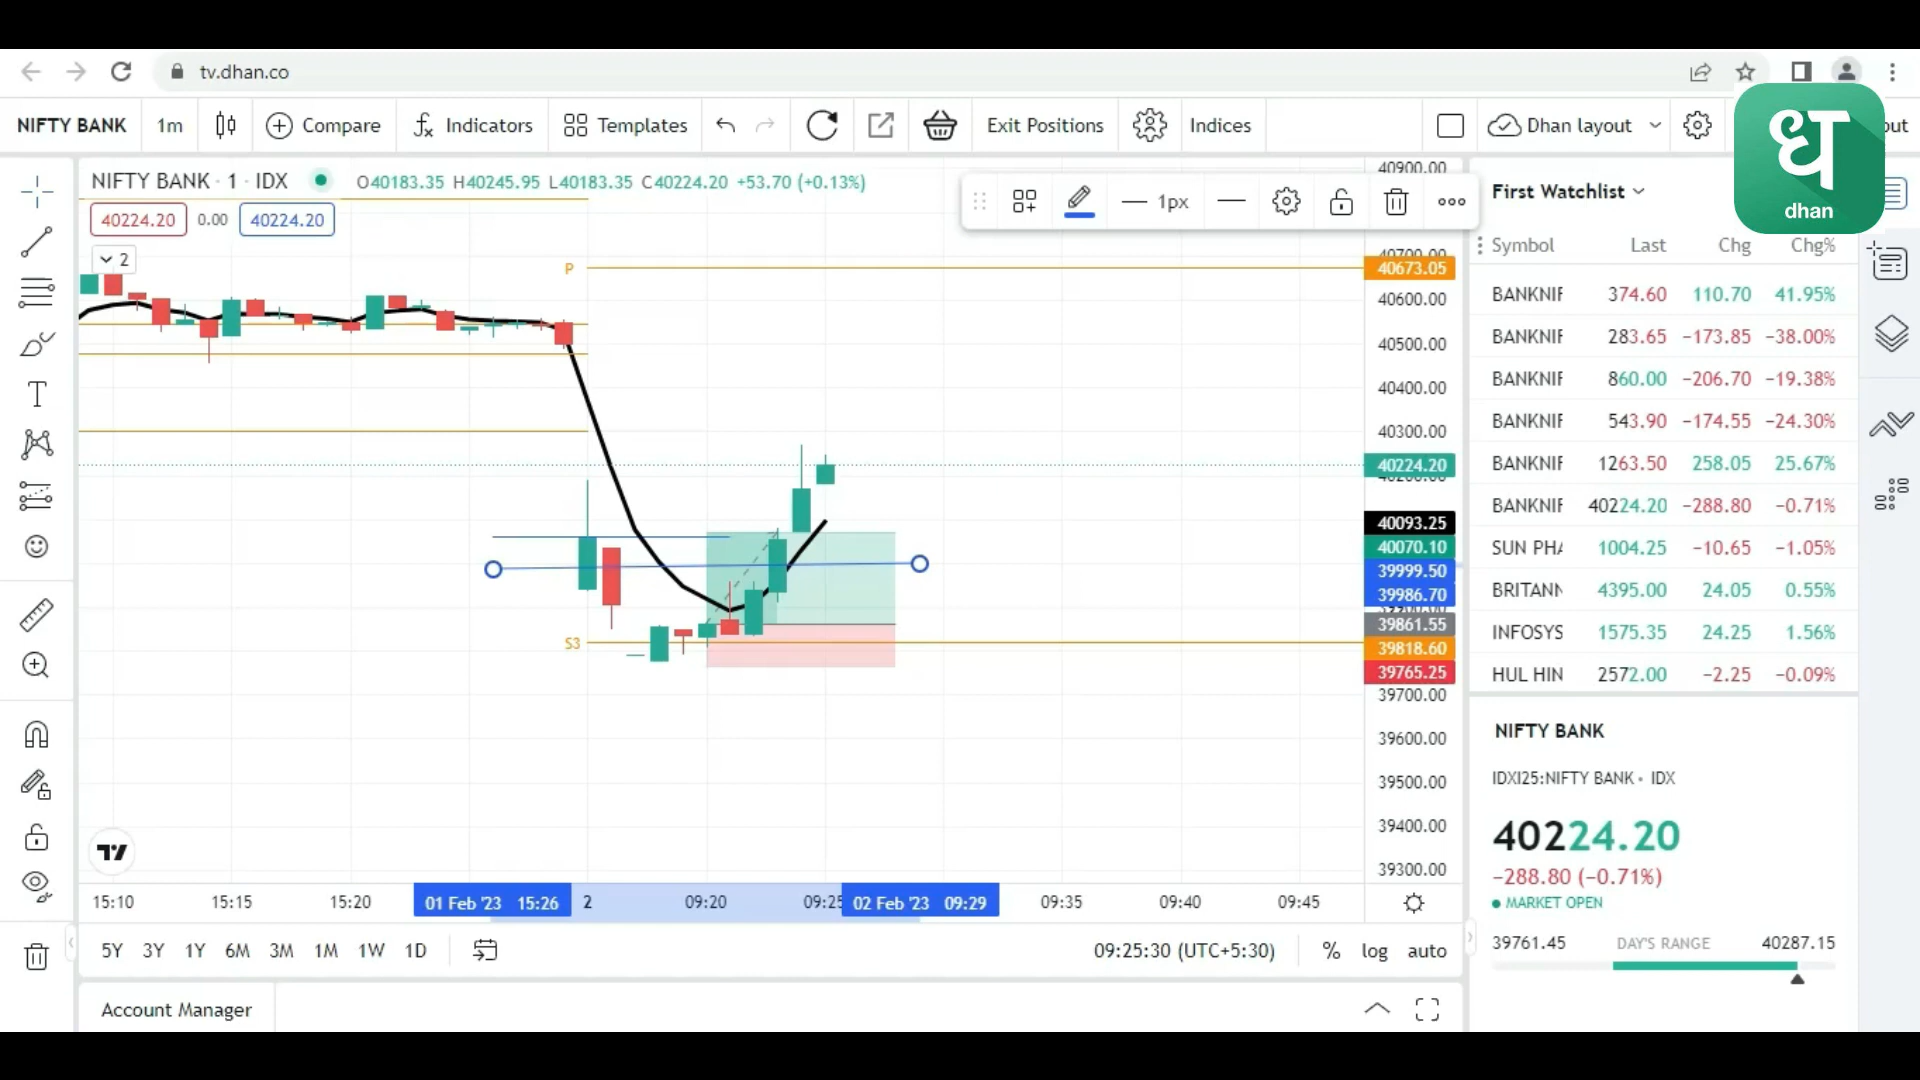 tv.dhan.co
NIFTY BANK 1m Compare Indicators Templates Exit Positions Indices Dhan layout out
ध
dhan
NIFTY BANK · 1 · IDX O40183.35 H40245.95 L40183.35 C40224.20 +53.70 (+0.13%)
40224.20 0.00 40224.20
2
1px
P
S3
40900.00
40673.05
40600.00
40500.00
40400.00
40300.00
40224.20
40093.25
40070.10
39999.50
39986.70
39861.55
39818.60
39765.25
39700.00
39600.00
39500.00
39400.00
39300.00
15:10 15:15 15:20 01 Feb '23 15:26 2 09:20 09:25 02 Feb '23 09:29 09:35 09:40 09:45
5Y 3Y 1Y 6M 3M 1M 1W 1D 09:25:30 (UTC+5:30) % log auto
Account Manager
First Watchlist
Symbol Last Chg Chg%
BANKNIF 374.60 110.70 41.95%
BANKNIF 283.65 −173.85 −38.00%
BANKNIF 860.00 −206.70 −19.38%
BANKNIF 543.90 −174.55 −24.30%
BANKNIF 1263.50 258.05 25.67%
BANKNIF 40224.20 −288.80 −0.71%
SUN PHA 1004.25 −10.65 −1.05%
BRITANN 4395.00 24.05 0.55%
INFOSYS 1575.35 24.25 1.56%
HUL HIN 2572.00 −2.25 −0.09%
NIFTY BANK
IDXI25:NIFTY BANK • IDX
40224.20
−288.80 (−0.71%)
MARKET OPEN
39761.45 DAY'S RANGE 40287.15